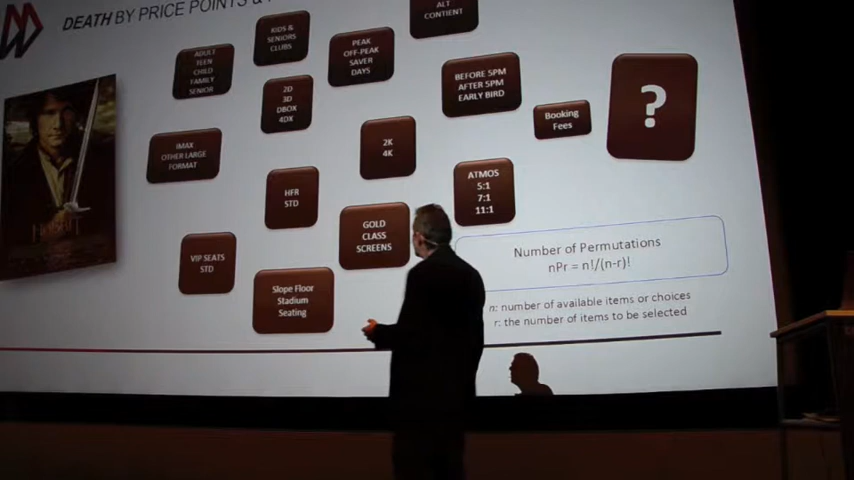 DEATH BY PRICE POINTS &
ADULT
TEEN
CHILD
FAMILY
SENIOR
KIDS &
SENIORS
CLUBS
PEAK
OFF-PEAK
SAVER
DAYS
ALT
CONTENT
2D
3D
DBOX
4DX
BEFORE 5PM
AFTER 5PM
EARLY BIRD
Booking
Fees
?
IMAX
OTHER LARGE
FORMAT
2K
4K
HFR
STD
ATMOS
5:1
7:1
11:1
GOLD
CLASS
SCREENS
VIP SEATS
STD
Slope Floor
Stadium
Seating
Number of Permutations
nPr = n!/(n-r)!
n: number of available items or choices
r: the number of items to be selected